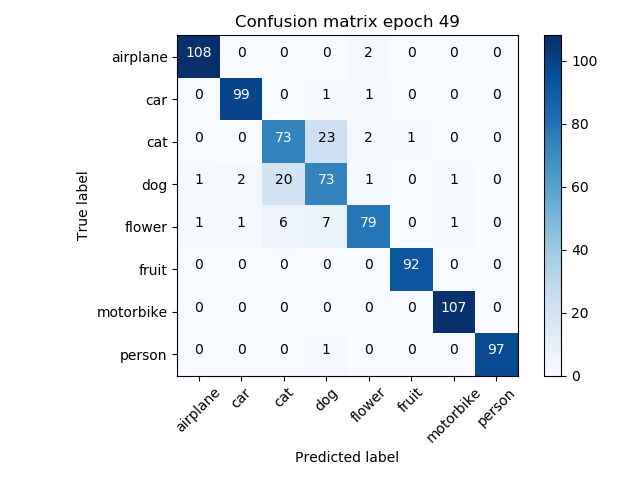 Confusion matrix epoch 49
airplane 108 0 0 0 2 0 0 0
car 0 99 0 1 1 0 0 0
cat 0 0 73 23 2 1 0 0
dog 1 2 20 73 1 0 1 0
flower 1 1 6 7 79 0 1 0
fruit 0 0 0 0 0 92 0 0
motorbike 0 0 0 0 0 0 107 0
person 0 0 0 1 0 0 0 97
airplane car cat dog flower fruit motorbike person
Predicted label
True label
100
80
60
40
20
0